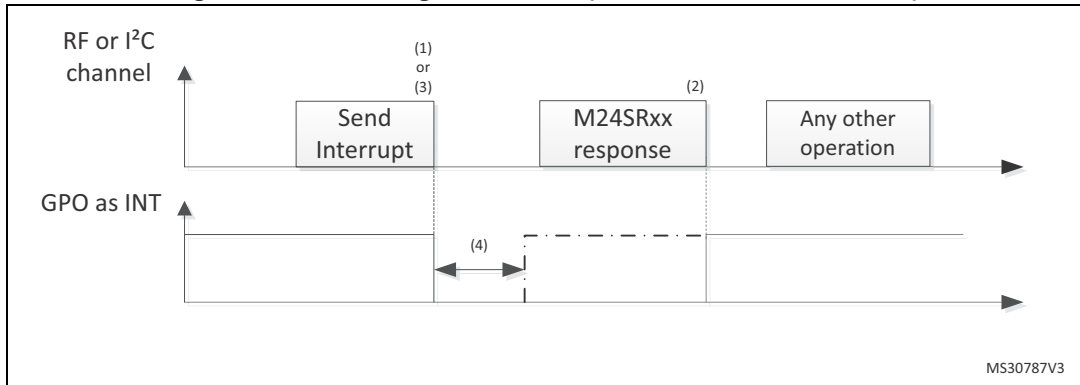 RF or I²C
channel
(1)
or
(3)
(2)
Send
Interrupt
M24SRxx
response
Any other
operation
GPO as INT
(4)
MS30787V3